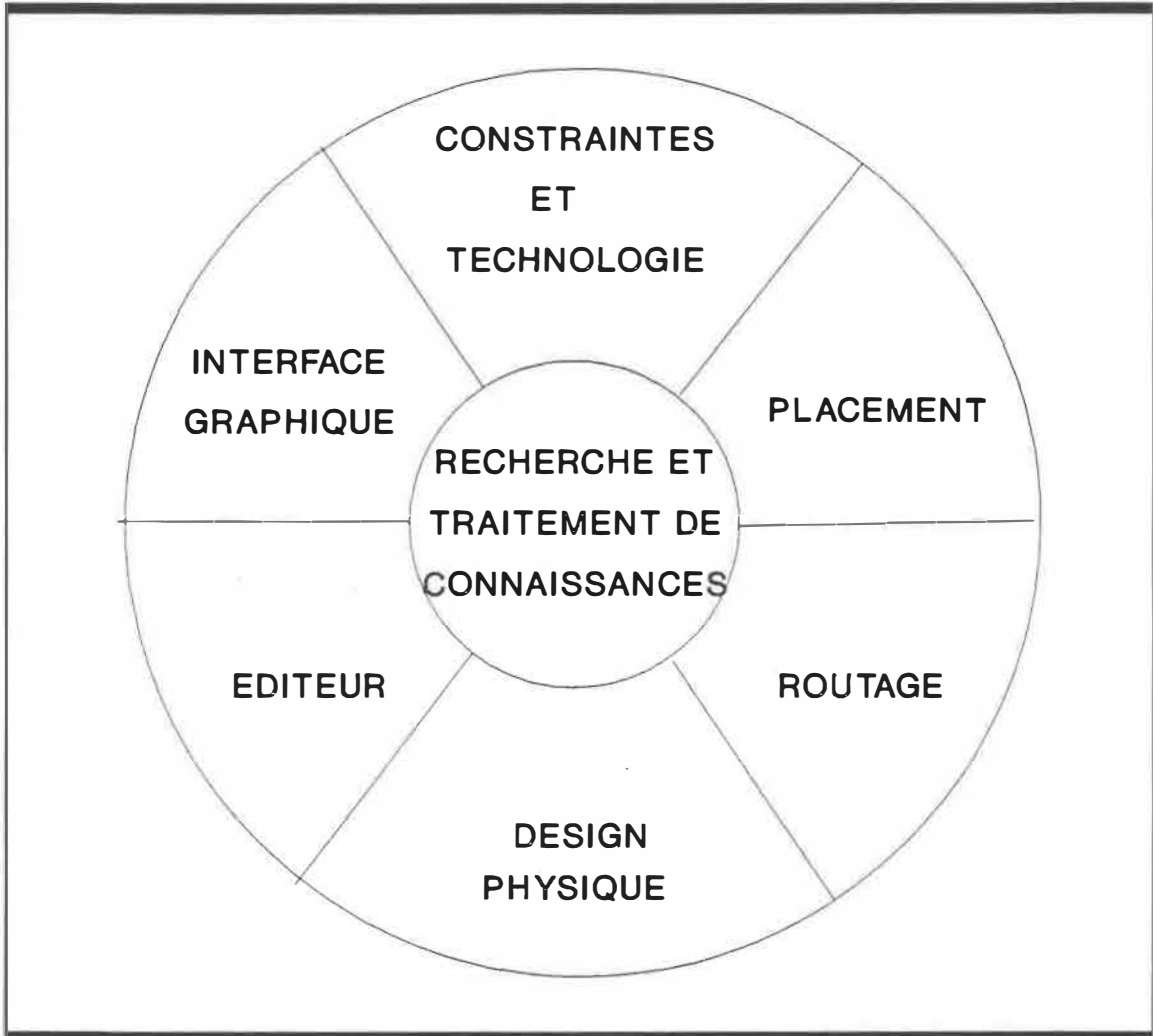 CONSTRAINTES
ET
TECHNOLOGIE
INTERFACE
GRAPHIQUE
PLACEMENT
RECHERCHE ET
TRAITEMENT DE
CONNAISSANCES
EDITEUR
ROUTAGE
DESIGN
PHYSIQUE